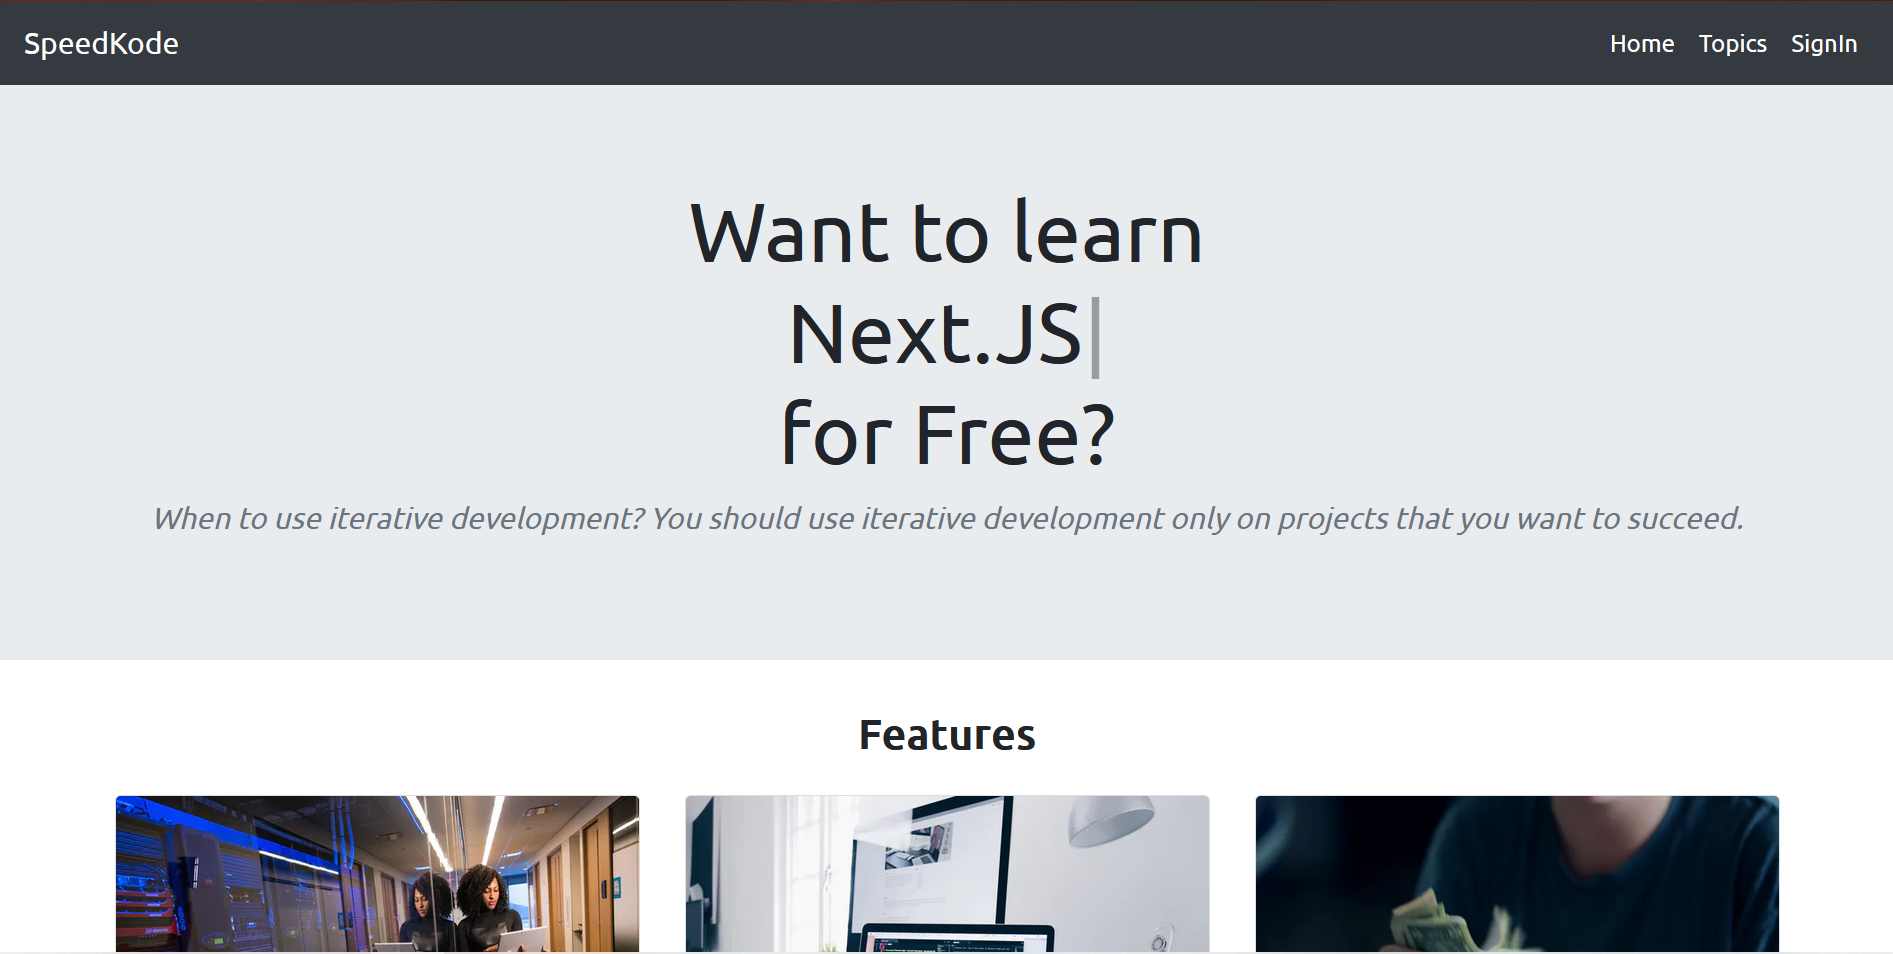 SpeedKode
Home Topics SignIn
Want to learn
Next.JS|
for Free?
When to use iterative development? You should use iterative development only on projects that you want to succeed.
Features